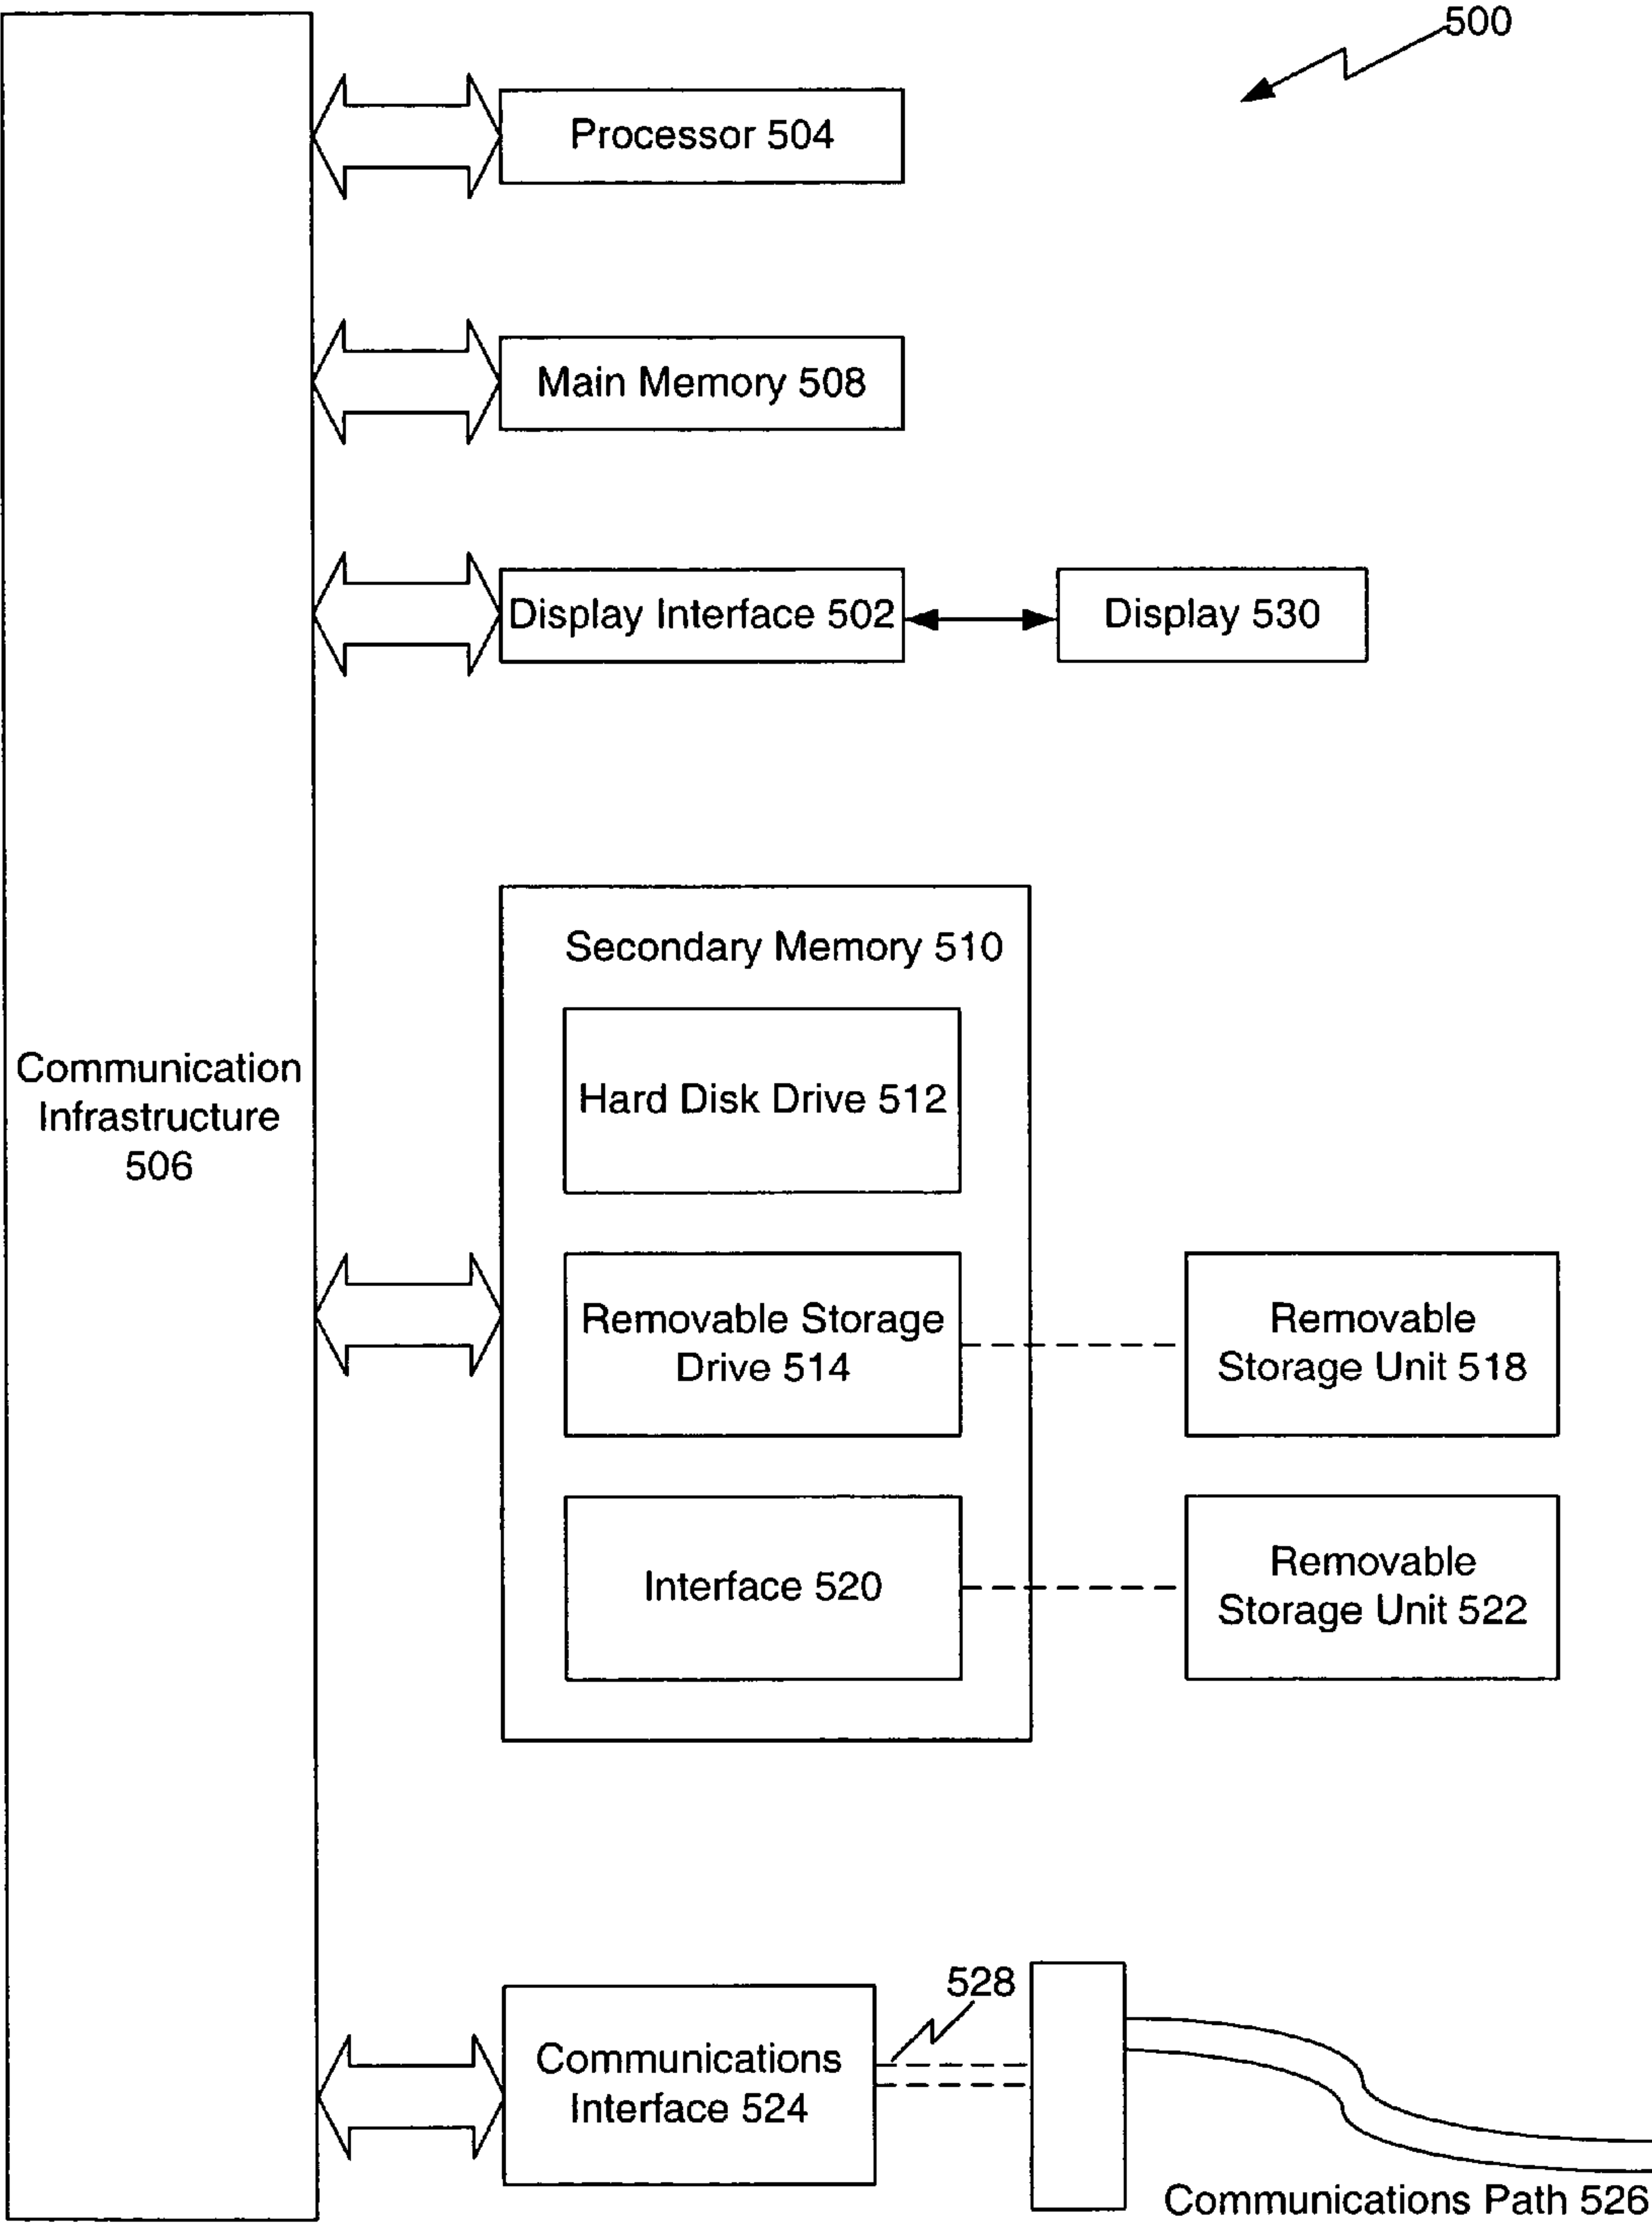 500
Processor 504
Main Memory 508
Display Interface 502
Display 530
Secondary Memory 510
Hard Disk Drive 512
Communication
Infrastructure
506
Removable Storage
Drive 514
Removable
Storage Unit 518
Interface 520
Removable
Storage Unit 522
528
Communications
Interface 524
Communications Path 526